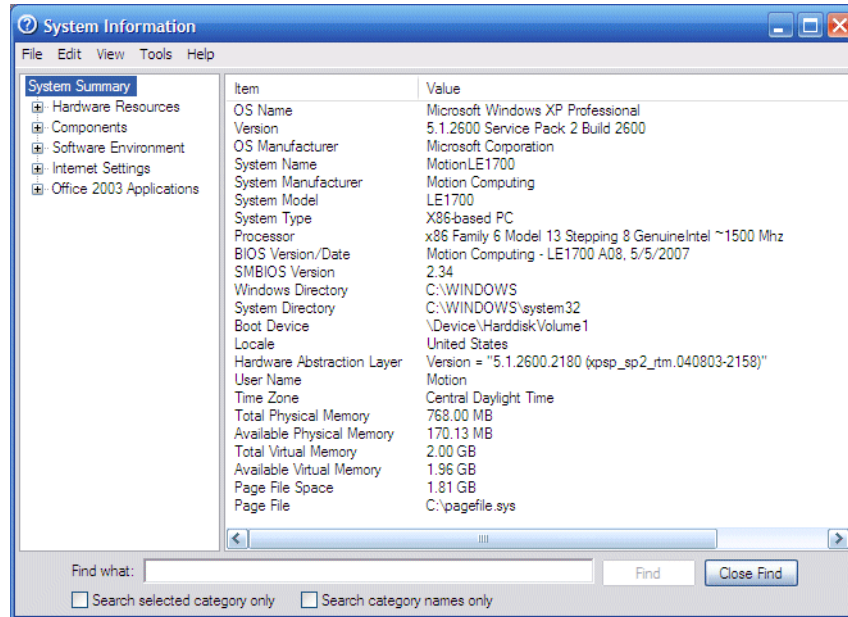 System Information
File Edit View Tools Help
System Summary
Hardware Resources
Components
Software Environment
Internet Settings
Office 2003 Applications
Item Value
OS Name Microsoft Windows XP Professional
Version 5.1.2600 Service Pack 2 Build 2600
OS Manufacturer Microsoft Corporation
System Name MotionLE1700
System Manufacturer Motion Computing
System Model LE1700
System Type X86-based PC
Processor x86 Family 6 Model 13 Stepping 8 GenuineIntel ~1500 Mhz
BIOS Version/Date Motion Computing - LE1700 A08, 5/5/2007
SMBIOS Version 2.34
Windows Directory C:\WINDOWS
System Directory C:\WINDOWS\system32
Boot Device \Device\HarddiskVolume1
Locale United States
Hardware Abstraction Layer Version = "5.1.2600.2180 (xpsp_sp2_rtm.040803-2158)"
User Name Motion
Time Zone Central Daylight Time
Total Physical Memory 768.00 MB
Available Physical Memory 170.13 MB
Total Virtual Memory 2.00 GB
Available Virtual Memory 1.96 GB
Page File Space 1.81 GB
Page File C:\pagefile.sys
Find what: Find Close Find
Search selected category only Search category names only